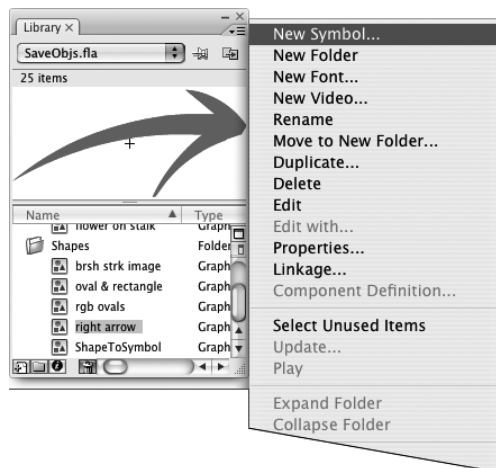 Library ×
SaveObjs.fla
25 items
Name Type
flower on stalk Graph
Shapes Folder
brsh strk image Graph
oval & rectangle Graph
rgb ovals Graph
right arrow Graph
ShapeToSymbol Graph
New Symbol...
New Folder
New Font...
New Video...
Rename
Move to New Folder...
Duplicate...
Delete
Edit
Edit with...
Properties...
Linkage...
Component Definition...
Select Unused Items
Update...
Play
Expand Folder
Collapse Folder